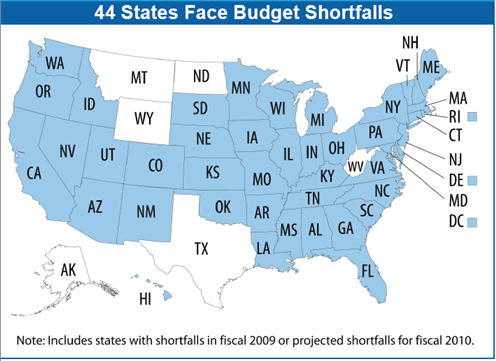 44 States Face Budget Shortfalls
NH
WA
VT
ME
MT
ND
OR
MN
MA
ID
SD
WI
NY
RI
WY
MI
CT
NE
IA
PA
NV
OH
NJ
UT
IL
IN
CA
CO
WV
VA
DE
KS
MO
KY
MD
NC
TN
AZ
NM
OK
AR
SC
DC
MS
AL
GA
TX
LA
AK
FL
HI
Note: Includes states with shortfalls in fiscal 2009 or projected shortfalls for fiscal 2010.